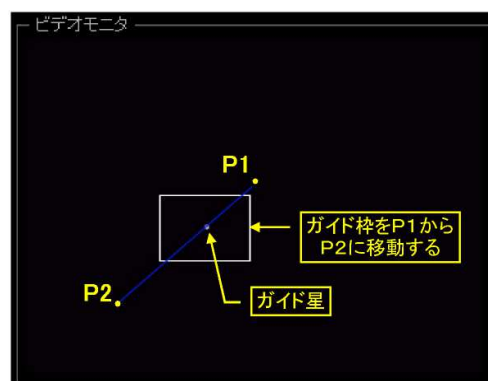 ビデオモニタ
P1
ガイド枠をP1から
P2に移動する
P2
ガイド星